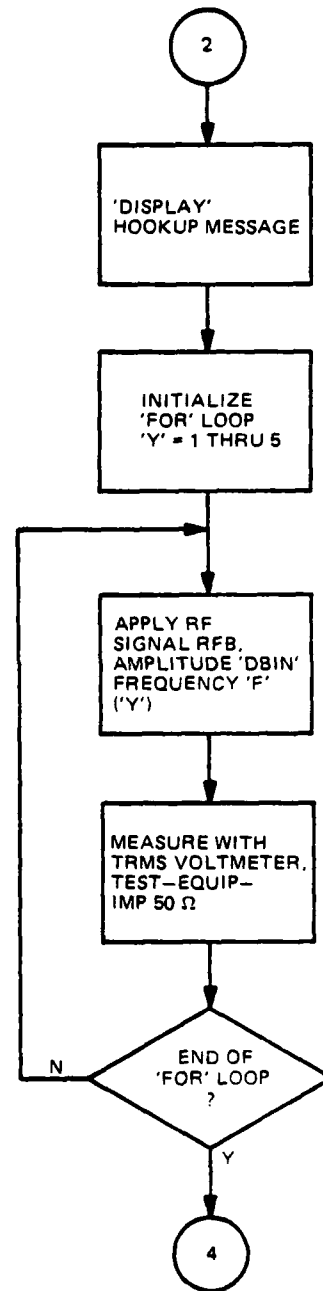 2
'DISPLAY'
HOOKUP MESSAGE
INITIALIZE
'FOR' LOOP
'Y' = 1 THRU 5
APPLY RF
SIGNAL RFB,
AMPLITUDE 'DBIN'
FREQUENCY 'F'
('Y')
MEASURE WITH
TRMS VOLTMETER,
TEST-EQUIP-
IMP 50 Ω
END OF
'FOR' LOOP
?
N
Y
4